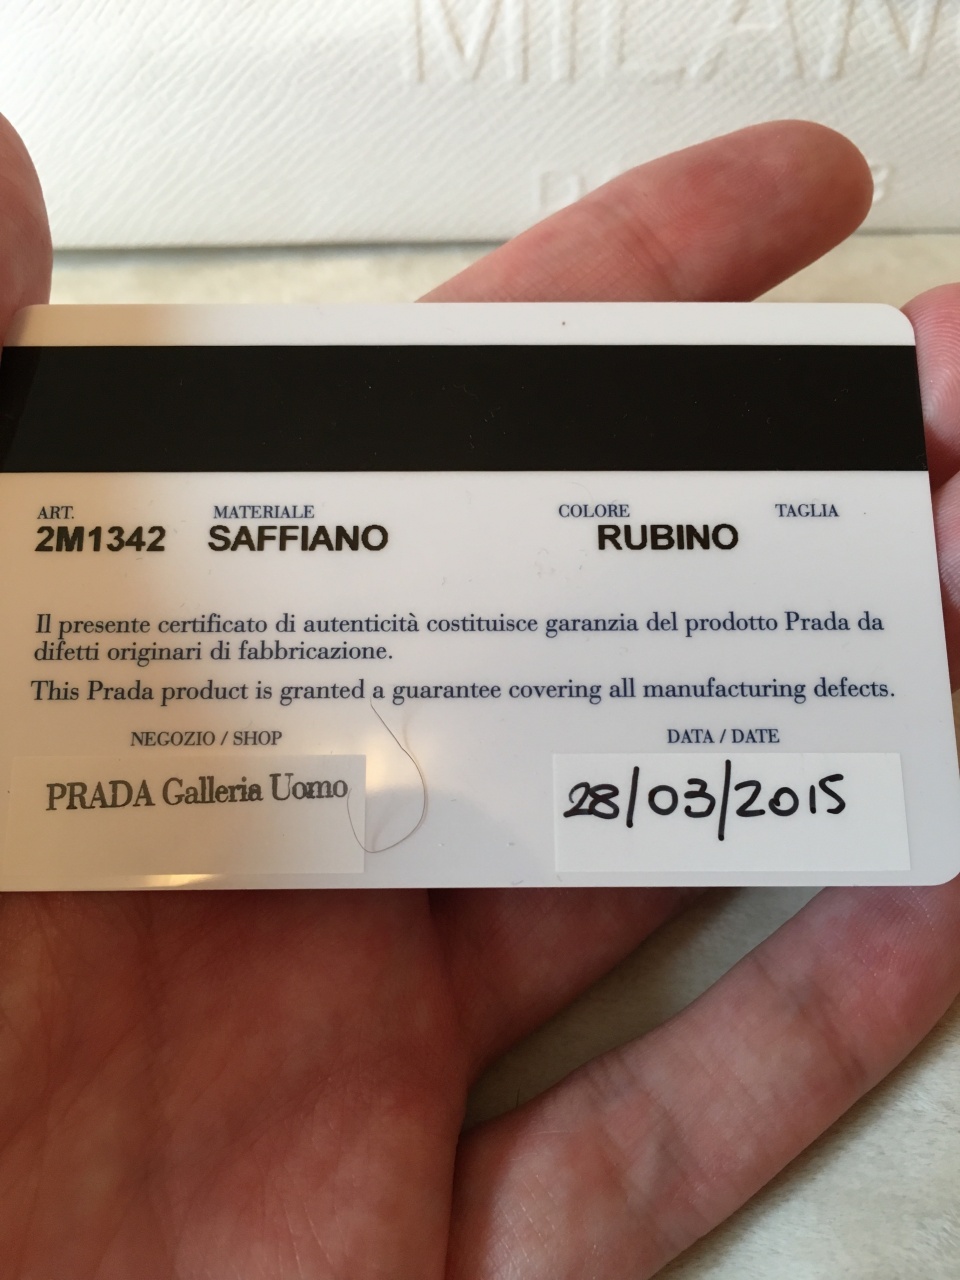 MILAN
ART. MATERIALE COLORE TAGLIA
2M1342 SAFFIANO RUBINO
Il presente certificato di autenticità costituisce garanzia del prodotto Prada da
difetti originari di fabbricazione.
This Prada product is granted a guarantee covering all manufacturing defects.
NEGOZIO / SHOP DATA / DATE
PRADA Galleria Uomo 28/03/2015